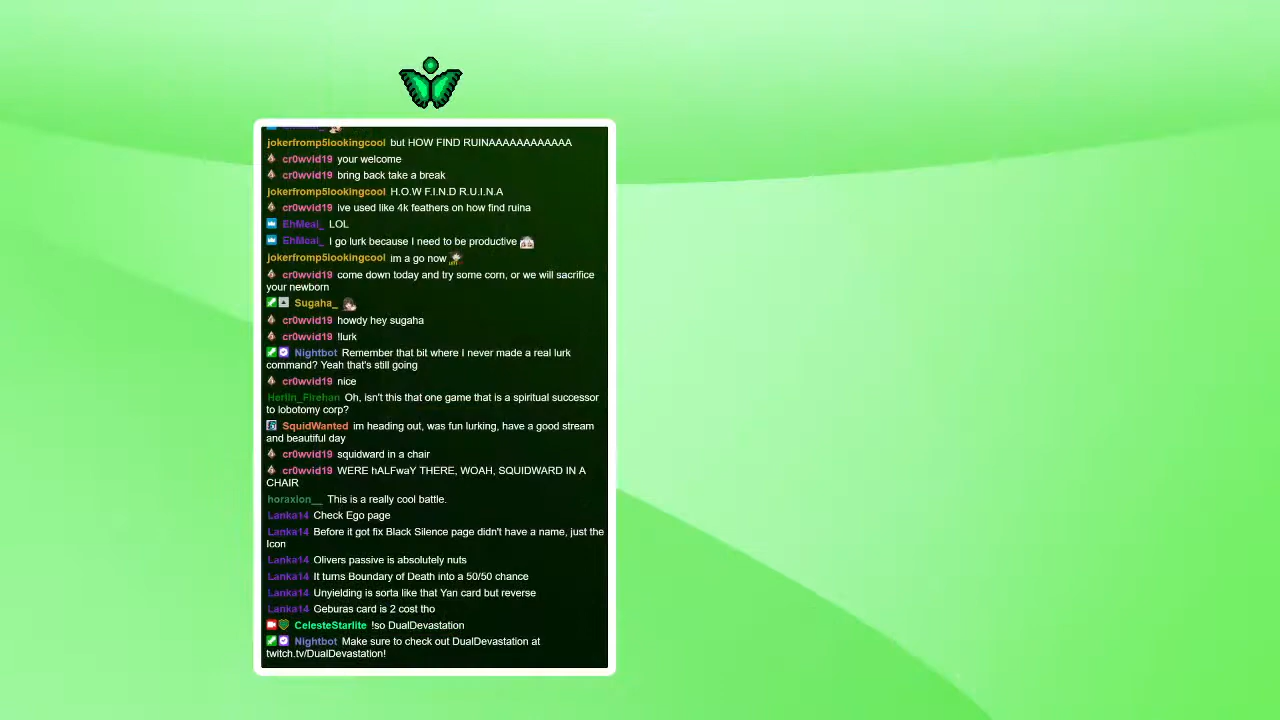 jokerfromp5lookingcool but HOW FIND RUINAAAAAAAAAAAA
cr0wvid19 your welcome
cr0wvid19 bring back take a break
jokerfromp5lookingcool H.O.W F.I.N.D R.U.I.N.A
cr0wvid19 ive used like 4k feathers on how find ruina
EhMeal_ LOL
EhMeal_ I go lurk because I need to be productive
jokerfromp5lookingcool im a go now
cr0wvid19 come down today and try some corn, or we will sacrifice
your newborn
Sugaha_
cr0wvid19 howdy hey sugaha
cr0wvid19 !lurk
Nightbot Remember that bit where I never made a real lurk
command? Yeah that's still going
cr0wvid19 nice
Herlin_Firehan Oh, isn't this that one game that is a spiritual successor
to lobotomy corp?
SquidWanted im heading out, was fun lurking, have a good stream
and beautiful day
cr0wvid19 squidward in a chair
cr0wvid19 WERE hALFwaY THERE, WOAH, SQUIDWARD IN A
CHAIR
horaxion__ This is a really cool battle.
Lanka14 Check Ego page
Lanka14 Before it got fix Black Silence page didn't have a name, just the
Icon
Lanka14 Olivers passive is absolutely nuts
Lanka14 It turns Boundary of Death into a 50/50 chance
Lanka14 Unyielding is sorta like that Yan card but reverse
Lanka14 Geburas card is 2 cost tho
CelesteStarlite !so DualDevastation
Nightbot Make sure to check out DualDevastation at
twitch.tv/DualDevastation!